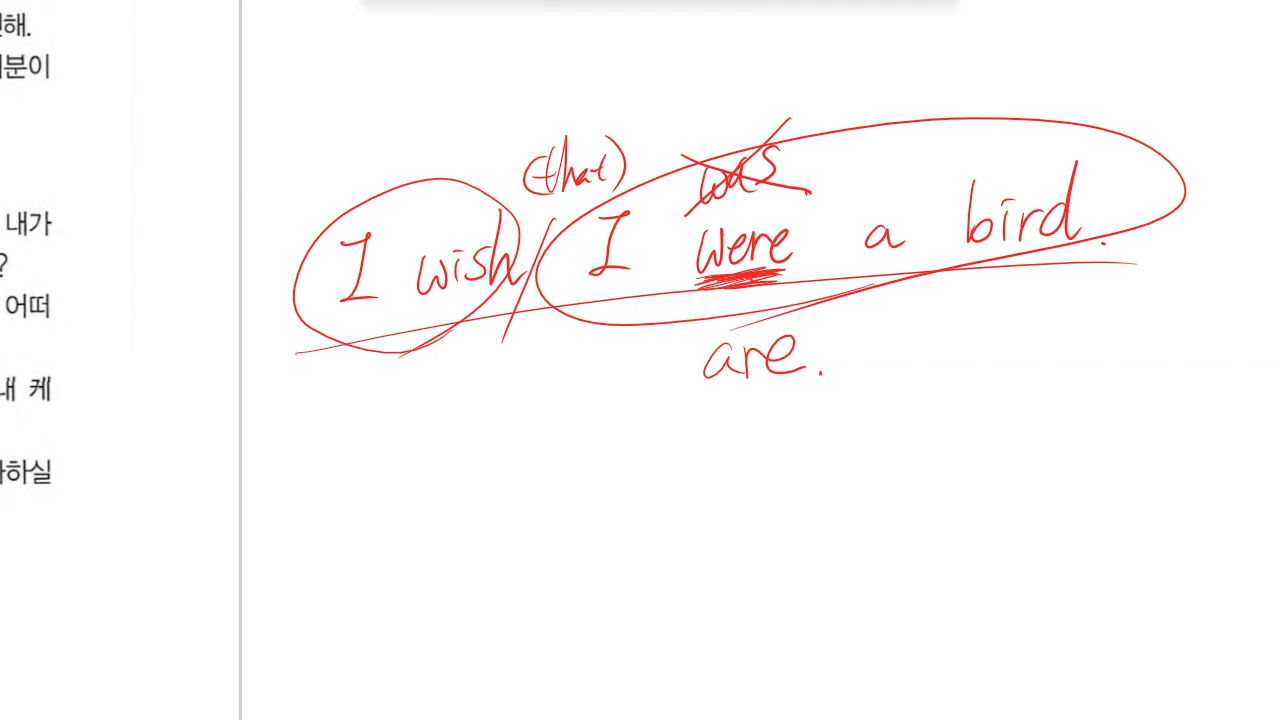 내가
?
어떠
내 케
하실
해.
분이
(that) was
I wish / I were a bird.
are.